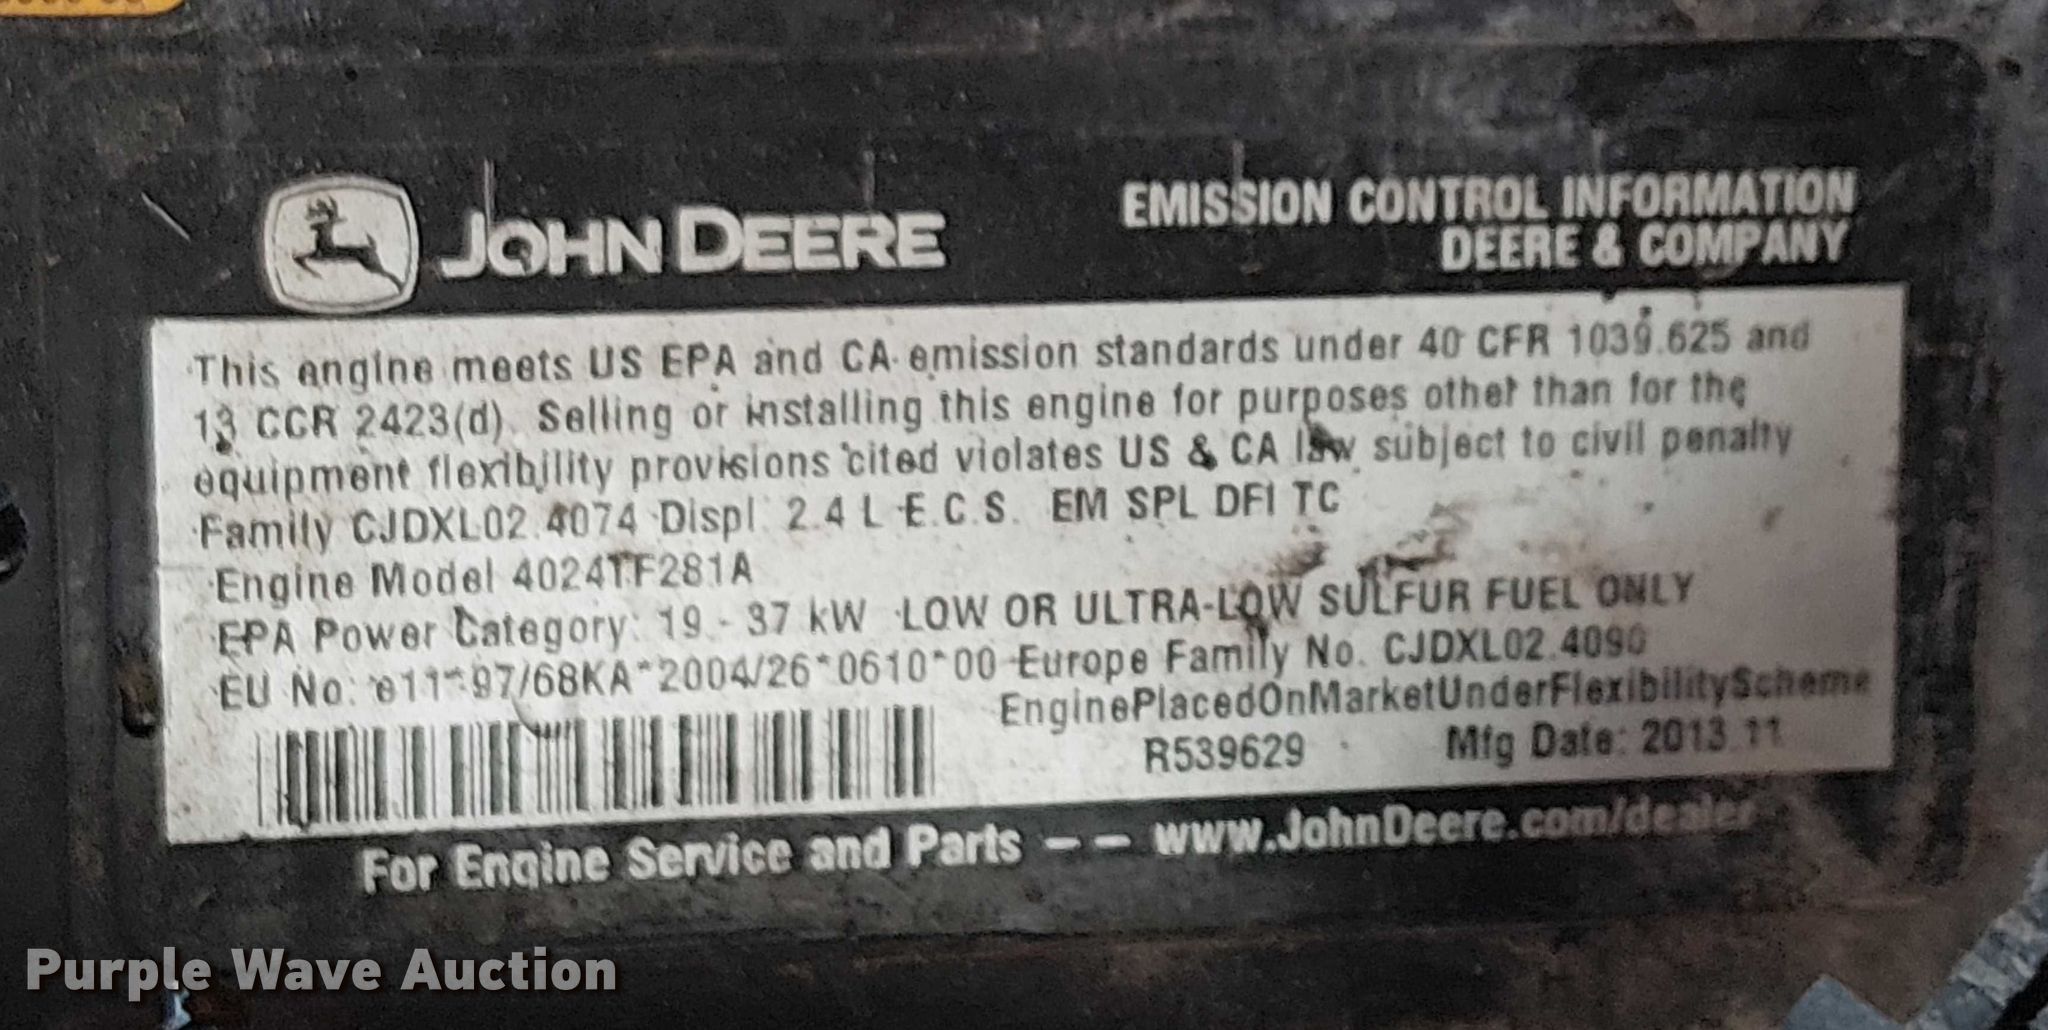 JOHN DEERE
EMISSION CONTROL INFORMATION
DEERE & COMPANY
This engine meets US EPA and CA emission standards under 40 CFR 1039.625 and
13 CCR 2423(d). Selling or installing this engine for purposes other than for the
equipment flexibility provisions cited violates US & CA law subject to civil penalty
Family CJDXL02.4074 Displ: 2.4 L E.C.S. EM SPL DFI TC
Engine Model 4024TF281A
EPA Power Category: 19 - 37 kW LOW OR ULTRA-LOW SULFUR FUEL ONLY
EU No: e11*97/68KA*2004/26*0610*00 Europe Family No. CJDXL02.4090
EnginePlacedOnMarketUnderFlexibilityScheme
R539629 Mfg Date: 2013 11
For Engine Service and Parts -- www.JohnDeere.com/dealer
Purple Wave Auction